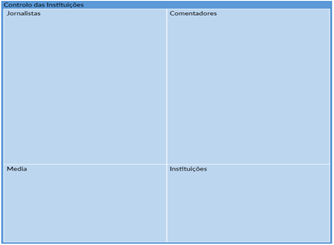 Controlo das Instituições
Jornalistas
Comentadores
Media
Instituições